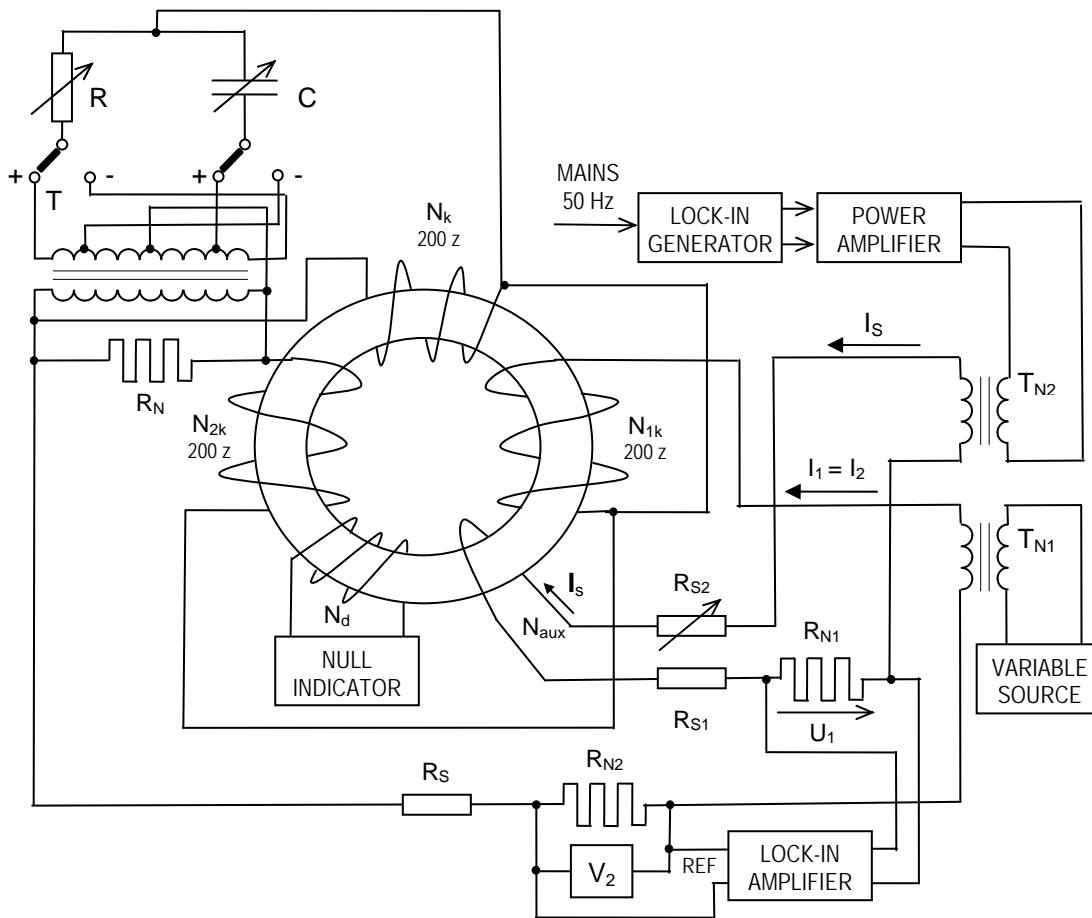 R
C
+
-
+
-
T
MAINS
50 Hz
LOCK-IN
GENERATOR
POWER
AMPLIFIER
Nk
200 z
IS
TN2
RN
N2k
200 z
N1k
200 z
I1 = I2
TN1
Is
RS2
Nd
Naux
RN1
NULL
INDICATOR
VARIABLE
SOURCE
RS1
U1
RS
RN2
V2
REF
LOCK-IN
AMPLIFIER